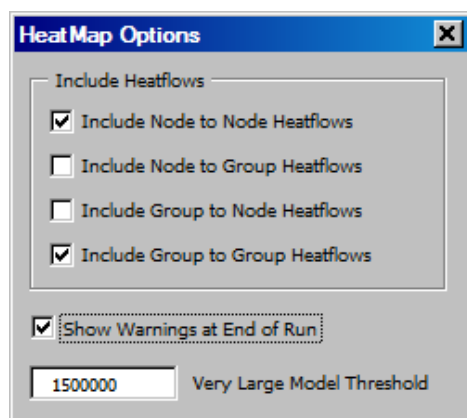 HeatMap Options
Include Heatflows
Include Node to Node Heatflows
Include Node to Group Heatflows
Include Group to Node Heatflows
Include Group to Group Heatflows
Show Warnings at End of Run
1500000 Very Large Model Threshold